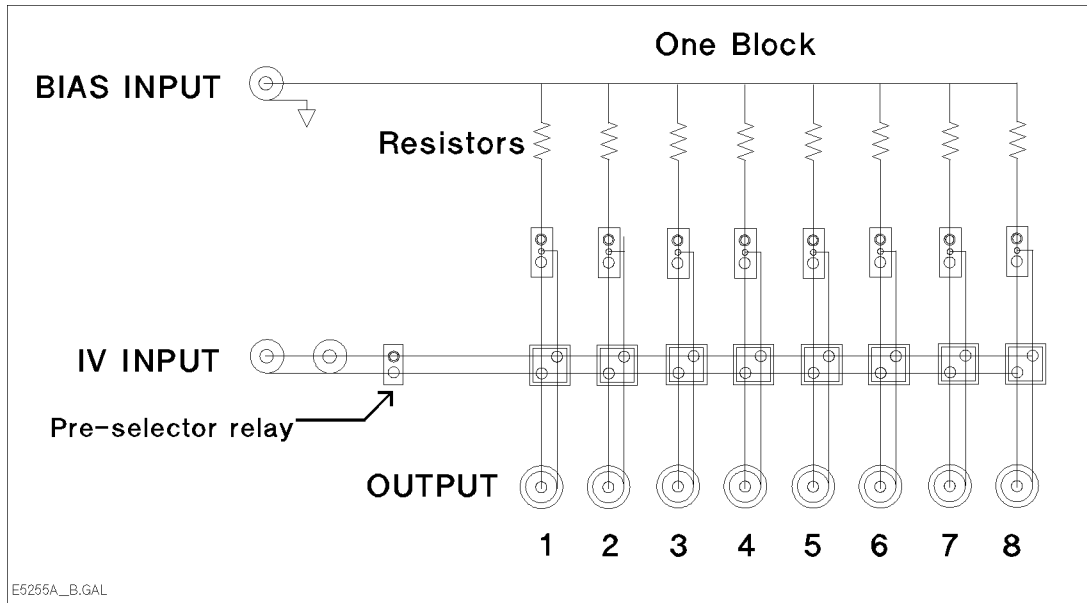 One Block
BIAS INPUT
Resistors
IV INPUT
Pre-selector relay
OUTPUT
1 2 3 4 5 6 7 8
E5255A_B.GAL